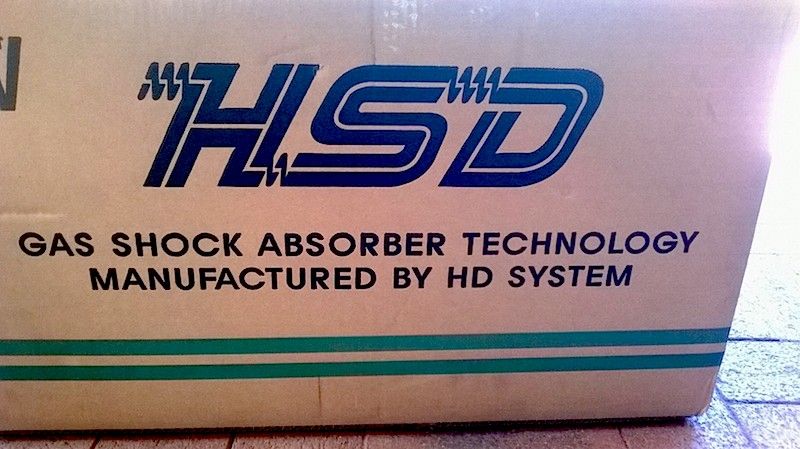 HSD
GAS SHOCK ABSORBER TECHNOLOGY
MANUFACTURED BY HD SYSTEM